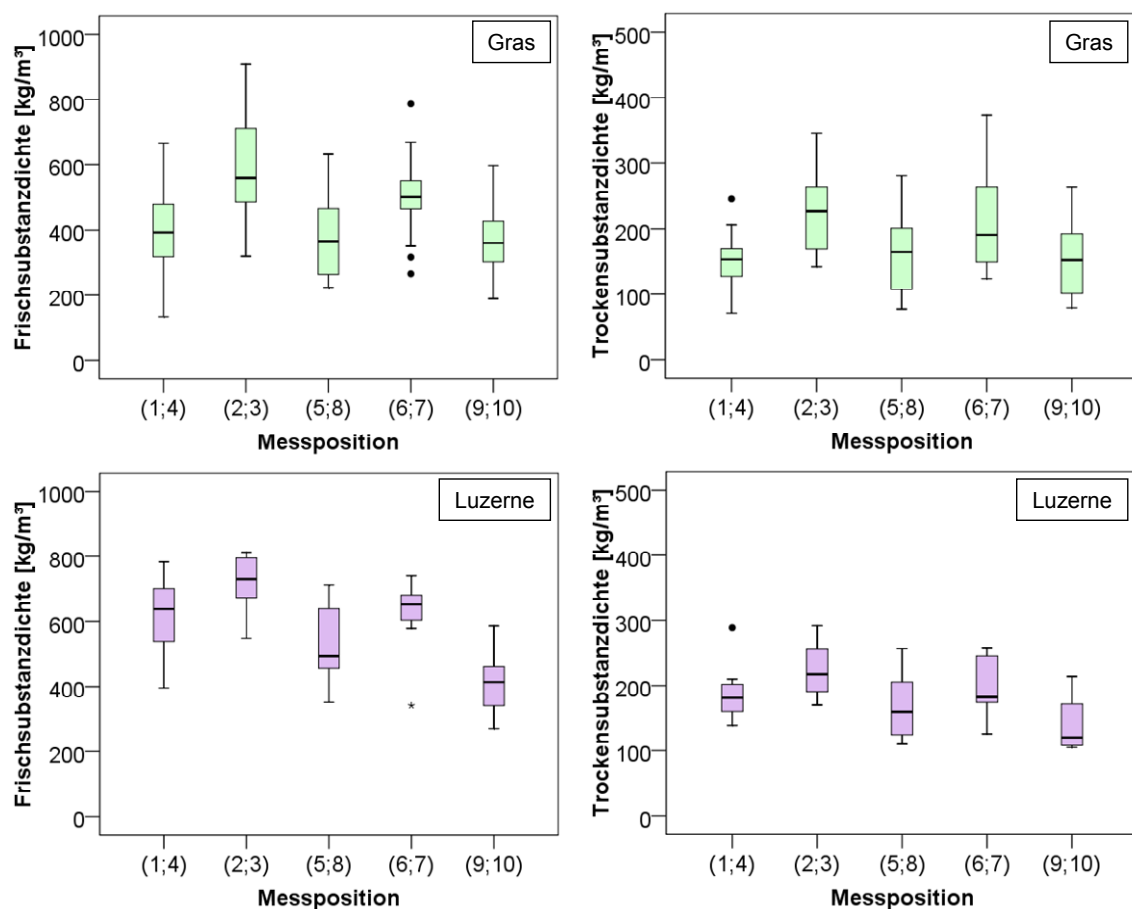 Gras
Frischsubstanzdichte [kg/m³]
1000
800
600
400
200
0
(1;4) (2;3) (5;8) (6;7) (9;10)
Messposition
Gras
Trockensubstanzdichte [kg/m³]
500
400
300
200
100
0
(1;4) (2;3) (5;8) (6;7) (9;10)
Messposition
Luzerne
Frischsubstanzdichte [kg/m³]
1000
800
600
400
200
0
(1;4) (2;3) (5;8) (6;7) (9;10)
Messposition
Luzerne
Trockensubstanzdichte [kg/m³]
500
400
300
200
100
0
(1;4) (2;3) (5;8) (6;7) (9;10)
Messposition